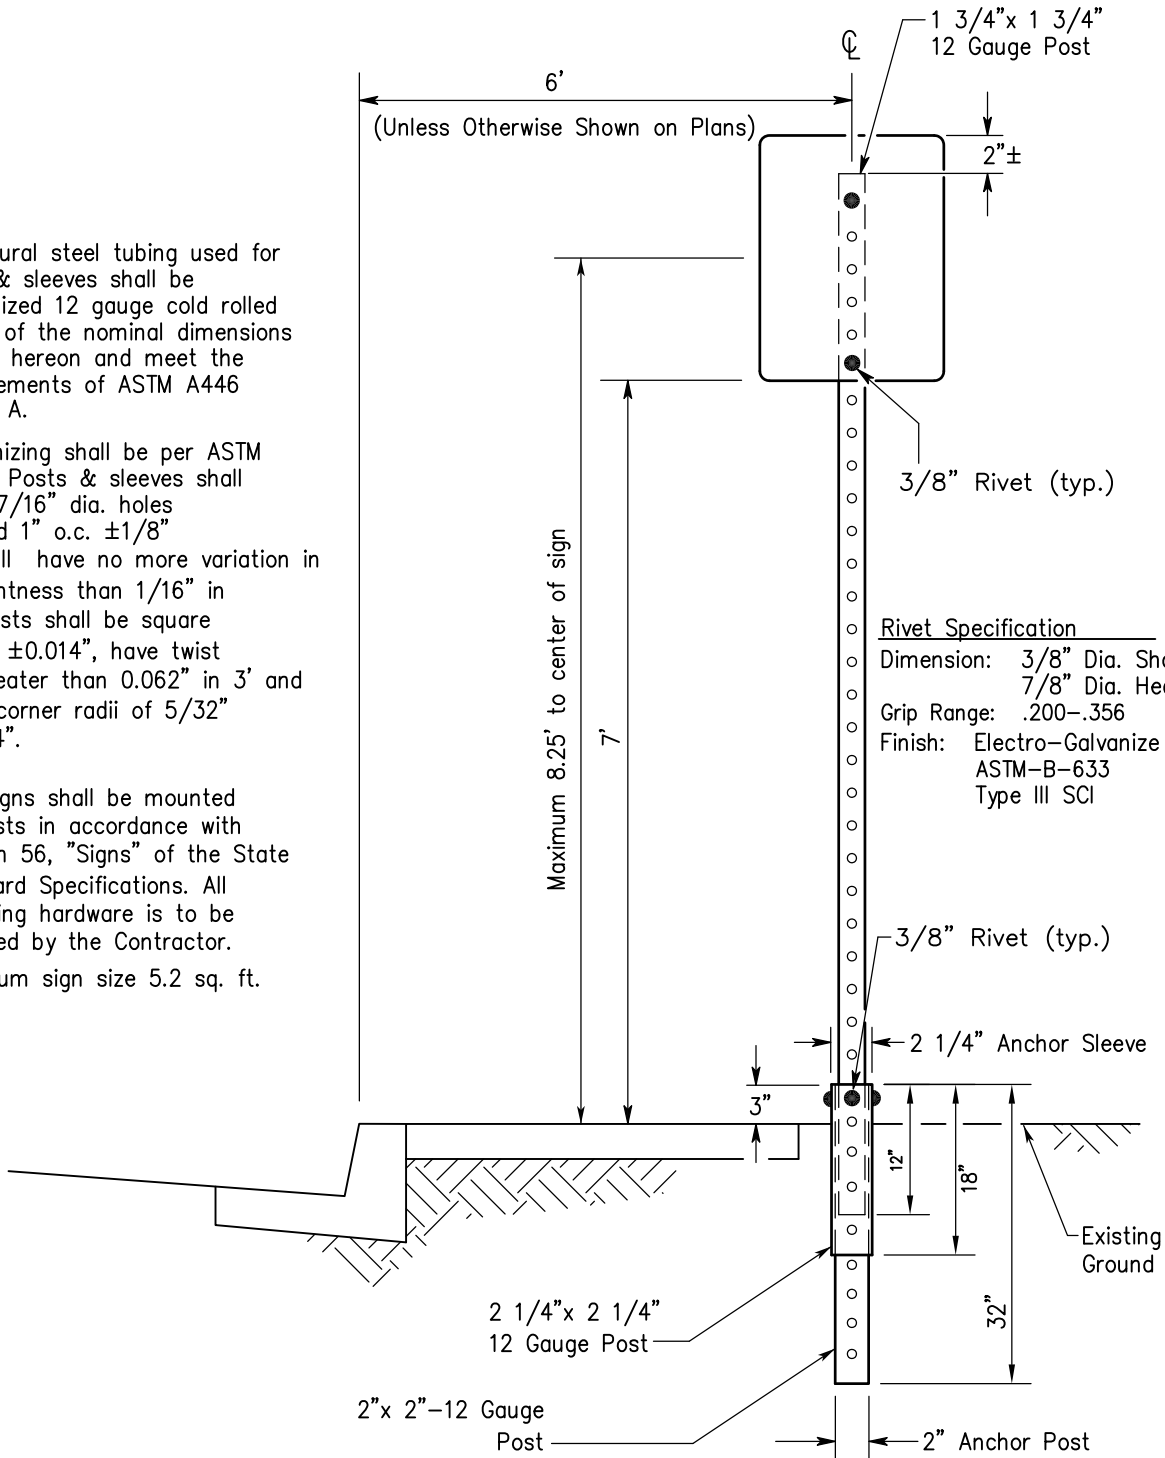 1 3/4"x 1 3/4"
12 Gauge Post
℄
6'
(Unless Otherwise Shown on Plans)
2"±
ural steel tubing used for
& sleeves shall be
ized 12 gauge cold rolled
of the nominal dimensions
hereon and meet the
ements of ASTM A446
A.
nizing shall be per ASTM
Posts & sleeves shall
7/16" dia. holes
d 1" o.c. ±1/8"
ll have no more variation in
ntness than 1/16" in
sts shall be square
±0.014", have twist
eater than 0.062" in 3' and
corner radii of 5/32"
4".
igns shall be mounted
sts in accordance with
n 56, "Signs" of the State
ard Specifications. All
ing hardware is to be
ed by the Contractor.
um sign size 5.2 sq. ft.
Maximum 8.25' to center of sign
7'
3/8" Rivet (typ.)
Rivet Specification
Dimension: 3/8" Dia. Sha
7/8" Dia. Hea
Grip Range: .200-.356
Finish: Electro-Galvanize
ASTM-B-633
Type III SCI
3/8" Rivet (typ.)
2 1/4" Anchor Sleeve
3"
12"
18"
32"
Existing
Ground
2 1/4"x 2 1/4"
12 Gauge Post
2"x 2"-12 Gauge
Post
2" Anchor Post